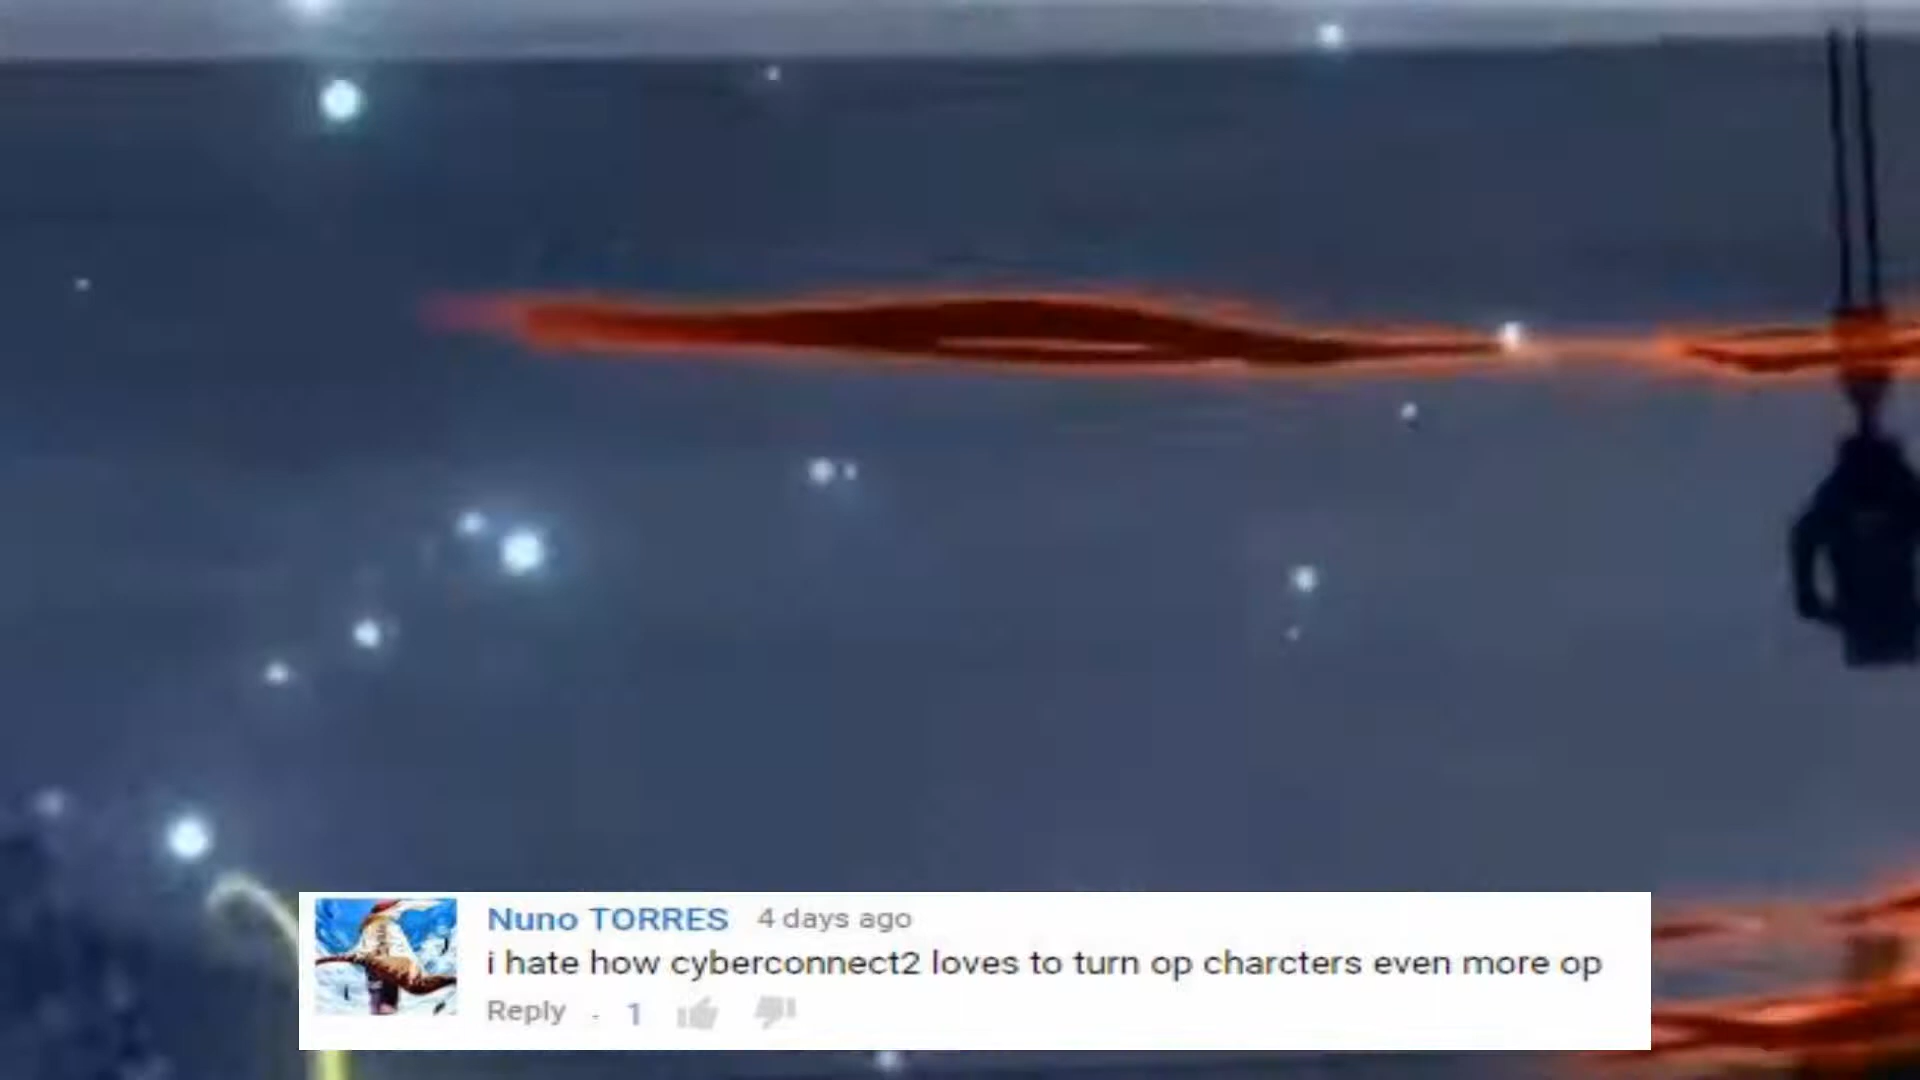 Nuno TORRES 4 days ago
i hate how cyberconnect2 loves to turn op charcters even more op
Reply . 1